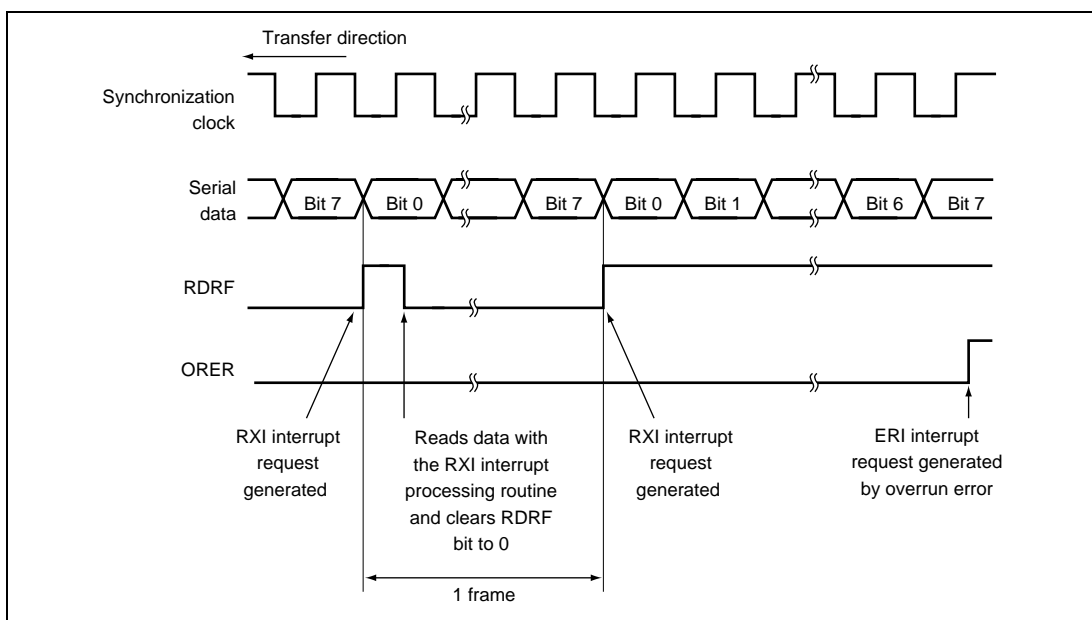 Transfer direction
Synchronization
clock
Serial
data
Bit 7
Bit 0
Bit 7
Bit 0
Bit 1
Bit 6
Bit 7
RDRF
ORER
RXI interrupt
request
generated
Reads data with
the RXI interrupt
processing routine
and clears RDRF
bit to 0
RXI interrupt
request
generated
ERI interrupt
request generated
by overrun error
1 frame